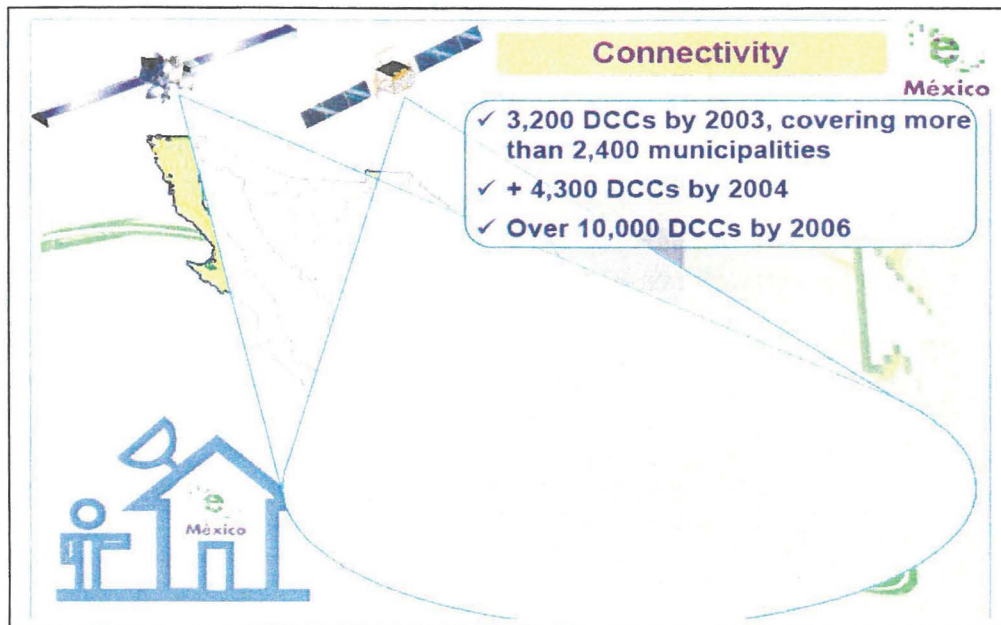 Connectivity
e
México
✓ 3,200 DCCs by 2003, covering more
than 2,400 municipalities
✓ + 4,300 DCCs by 2004
✓ Over 10,000 DCCs by 2006
e
México